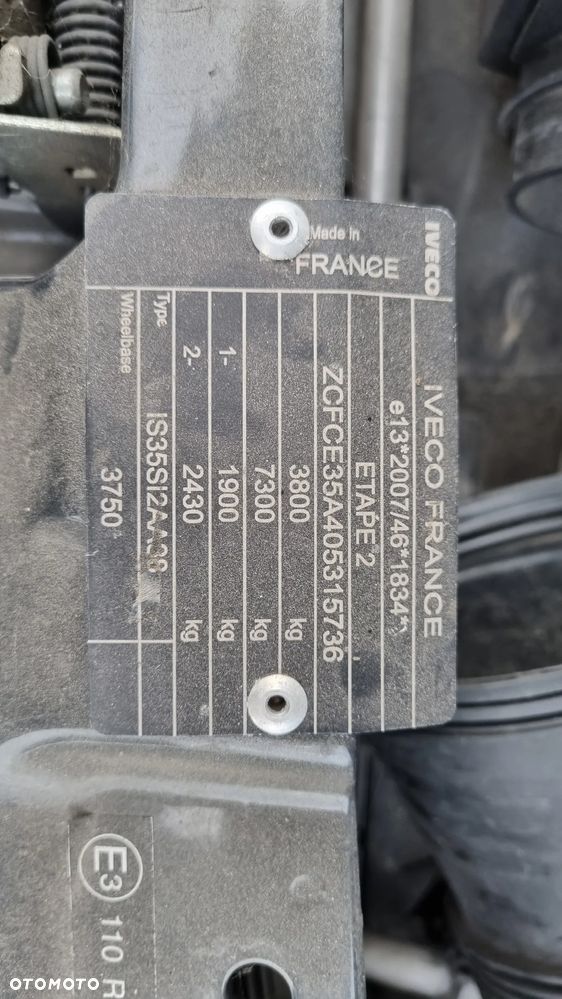 IVECO
Made in
FRANCE
IVECO FRANCE
e13*2007/46*1834*
ETAPE 2
ZCFCE35A405315736
3800 kg
7300 kg
1- 1900 kg
2- 2430 kg
Type IS35SI2AA38
Wheelbase 3750
E3 110 R
OTOMOTO